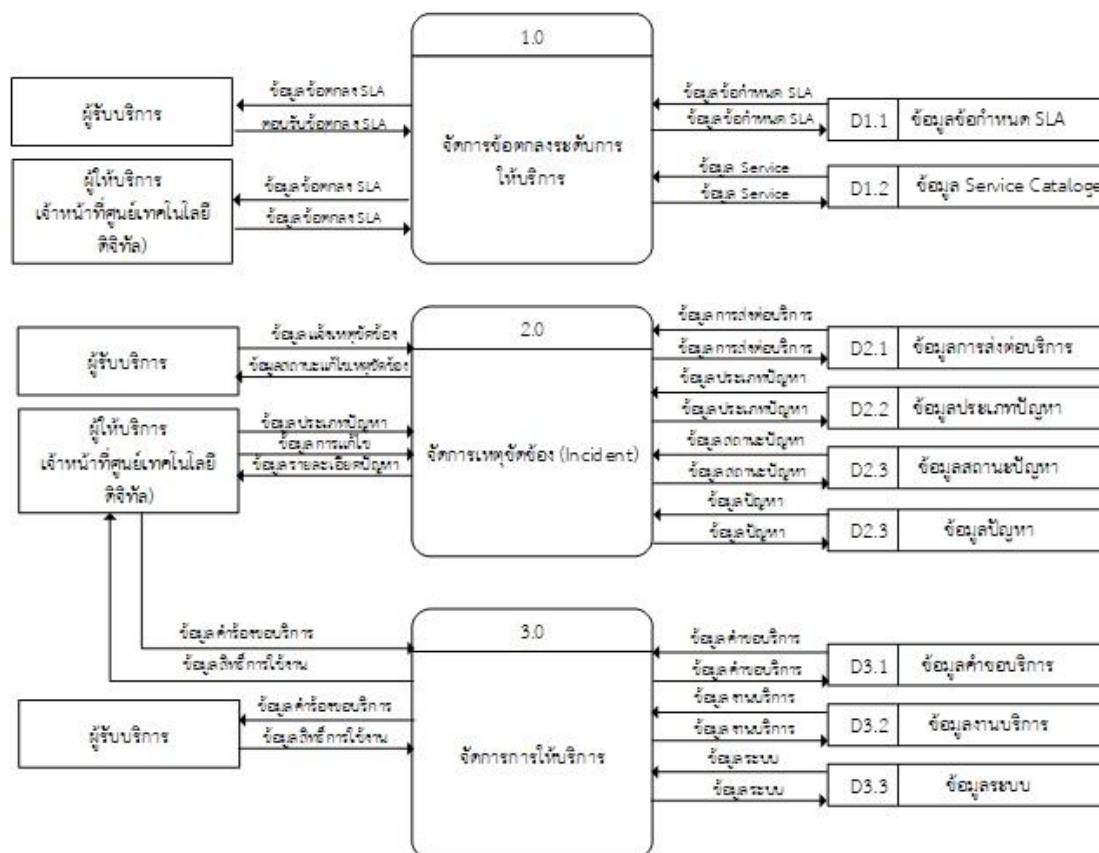 1.0
ผู้รับบริการ
ข้อมูลข้อตกลง SLA
ตอบรับข้อตกลง SLA
ผู้ให้บริการ
เจ้าหน้าที่ศูนย์เทคโนโลยี
ดิจิทัล)
ข้อมูลข้อตกลง SLA
ข้อมูลข้อตกลง SLA
จัดการข้อตกลงระดับการ
ให้บริการ
ข้อมูลข้อกำหนด SLA
ข้อมูลข้อกำหนด SLA
D1.1 ข้อมูลข้อกำหนด SLA
ข้อมูล Service
ข้อมูล Service
D1.2 ข้อมูล Service Cataloge
2.0
ผู้รับบริการ
ข้อมูลแจ้งเหตุขัดข้อง
ข้อมูลสถานะแก้ไขเหตุขัดข้อง
ผู้ให้บริการ
เจ้าหน้าที่ศูนย์เทคโนโลยี
ดิจิทัล)
ข้อมูลประเภทปัญหา
ข้อมูลการแก้ไข
ข้อมูลรายละเอียดปัญหา
จัดการเหตุขัดข้อง (Incident)
ข้อมูลการส่งต่อบริการ
ข้อมูลการส่งต่อบริการ
D2.1 ข้อมูลการส่งต่อบริการ
ข้อมูลประเภทปัญหา
ข้อมูลประเภทปัญหา
D2.2 ข้อมูลประเภทปัญหา
ข้อมูลสถานะปัญหา
ข้อมูลสถานะปัญหา
D2.3 ข้อมูลสถานะปัญหา
ข้อมูลปัญหา
ข้อมูลปัญหา
D2.3 ข้อมูลปัญหา
3.0
ข้อมูลคำร้องขอบริการ
ข้อมูลสิทธิ์การใช้งาน
ผู้รับบริการ
ข้อมูลคำร้องขอบริการ
ข้อมูลสิทธิ์การใช้งาน
จัดการการให้บริการ
ข้อมูลคำขอบริการ
ข้อมูลคำขอบริการ
D3.1 ข้อมูลคำขอบริการ
ข้อมูลงานบริการ
ข้อมูลงานบริการ
D3.2 ข้อมูลงานบริการ
ข้อมูลระบบ
ข้อมูลระบบ
D3.3 ข้อมูลระบบ